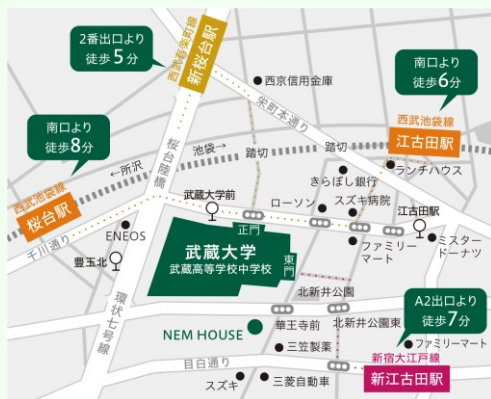 2番出口より
徒歩5分
西武有楽町線
新桜台駅
西京信用金庫
栄町本通り
南口より
徒歩6分
西武池袋線
江古田駅
南口より
徒歩8分
西武池袋線
桜台駅
←所沢
池袋→
桜台陸橋
踏切
踏切
ランチハウス
きらぼし銀行
武蔵大学前
ローソン
スズキ病院
江古田駅
千川通り
ENEOS
豊玉北
正門
武蔵大学
武蔵高等学校中学校
東門
ファミリー
マート
ミスター
ドーナツ
環状七号線
北新井公園
A2出口より
徒歩7分
NEM HOUSE
華王寺前
北新井公園東
三笠製薬
ファミリーマート
目白通り
新宿大江戸線
新江古田駅
スズキ
三菱自動車